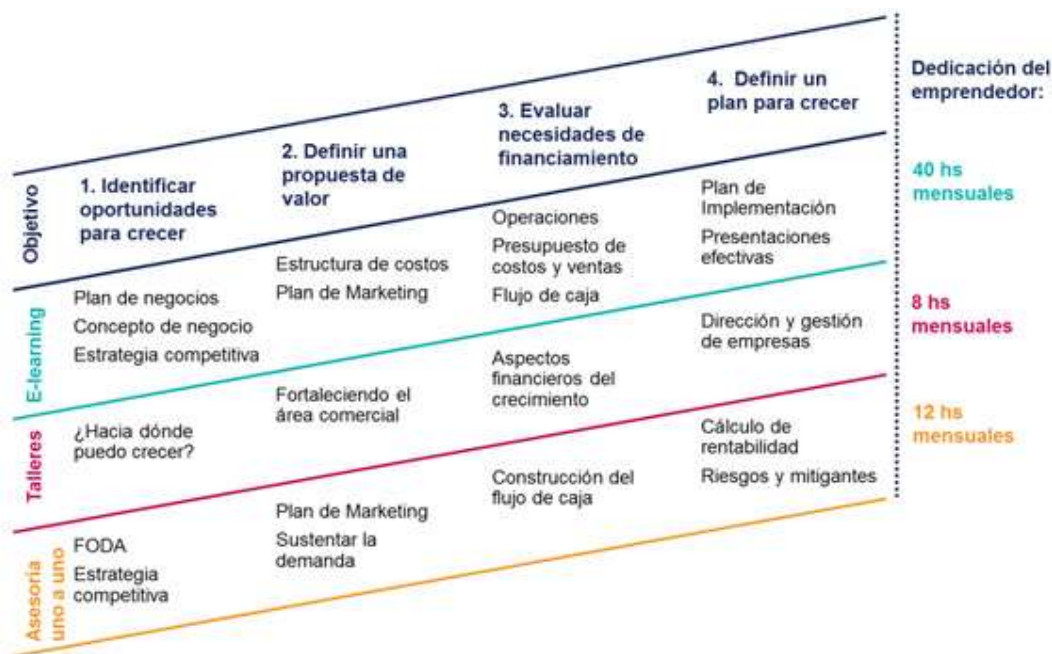 Objetivo
1. Identificar
oportunidades
para crecer
2. Definir una
propuesta de
valor
3. Evaluar
necesidades de
financiamiento
4. Definir un
plan para crecer
Dedicación del
emprendedor:
E-learning
Plan de negocios
Concepto de negocio
Estrategia competitiva
Estructura de costos
Plan de Marketing
Operaciones
Presupuesto de
costos y ventas
Flujo de caja
Plan de
Implementación
Presentaciones
efectivas
40 hs
mensuales
Talleres
¿Hacia dónde
puedo crecer?
Fortaleciendo el
área comercial
Aspectos
financieros del
crecimiento
Dirección y gestión
de empresas
8 hs
mensuales
Asesoría
uno a uno
FODA
Estrategia
competitiva
Plan de Marketing
Sustentar la
demanda
Construcción del
flujo de caja
Cálculo de
rentabilidad
Riesgos y mitigantes
12 hs
mensuales